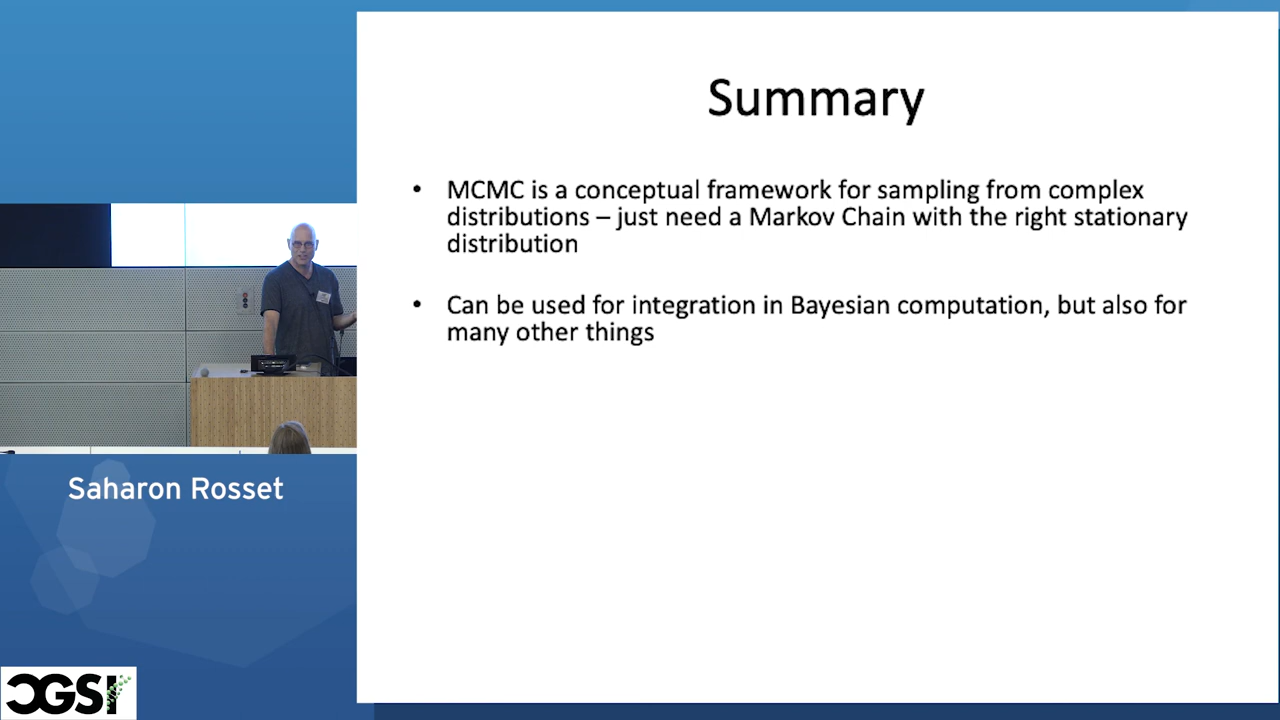 Summary
• MCMC is a conceptual framework for sampling from complex
distributions – just need a Markov Chain with the right stationary
distribution
• Can be used for integration in Bayesian computation, but also for
many other things
Saharon Rosset
CGSI